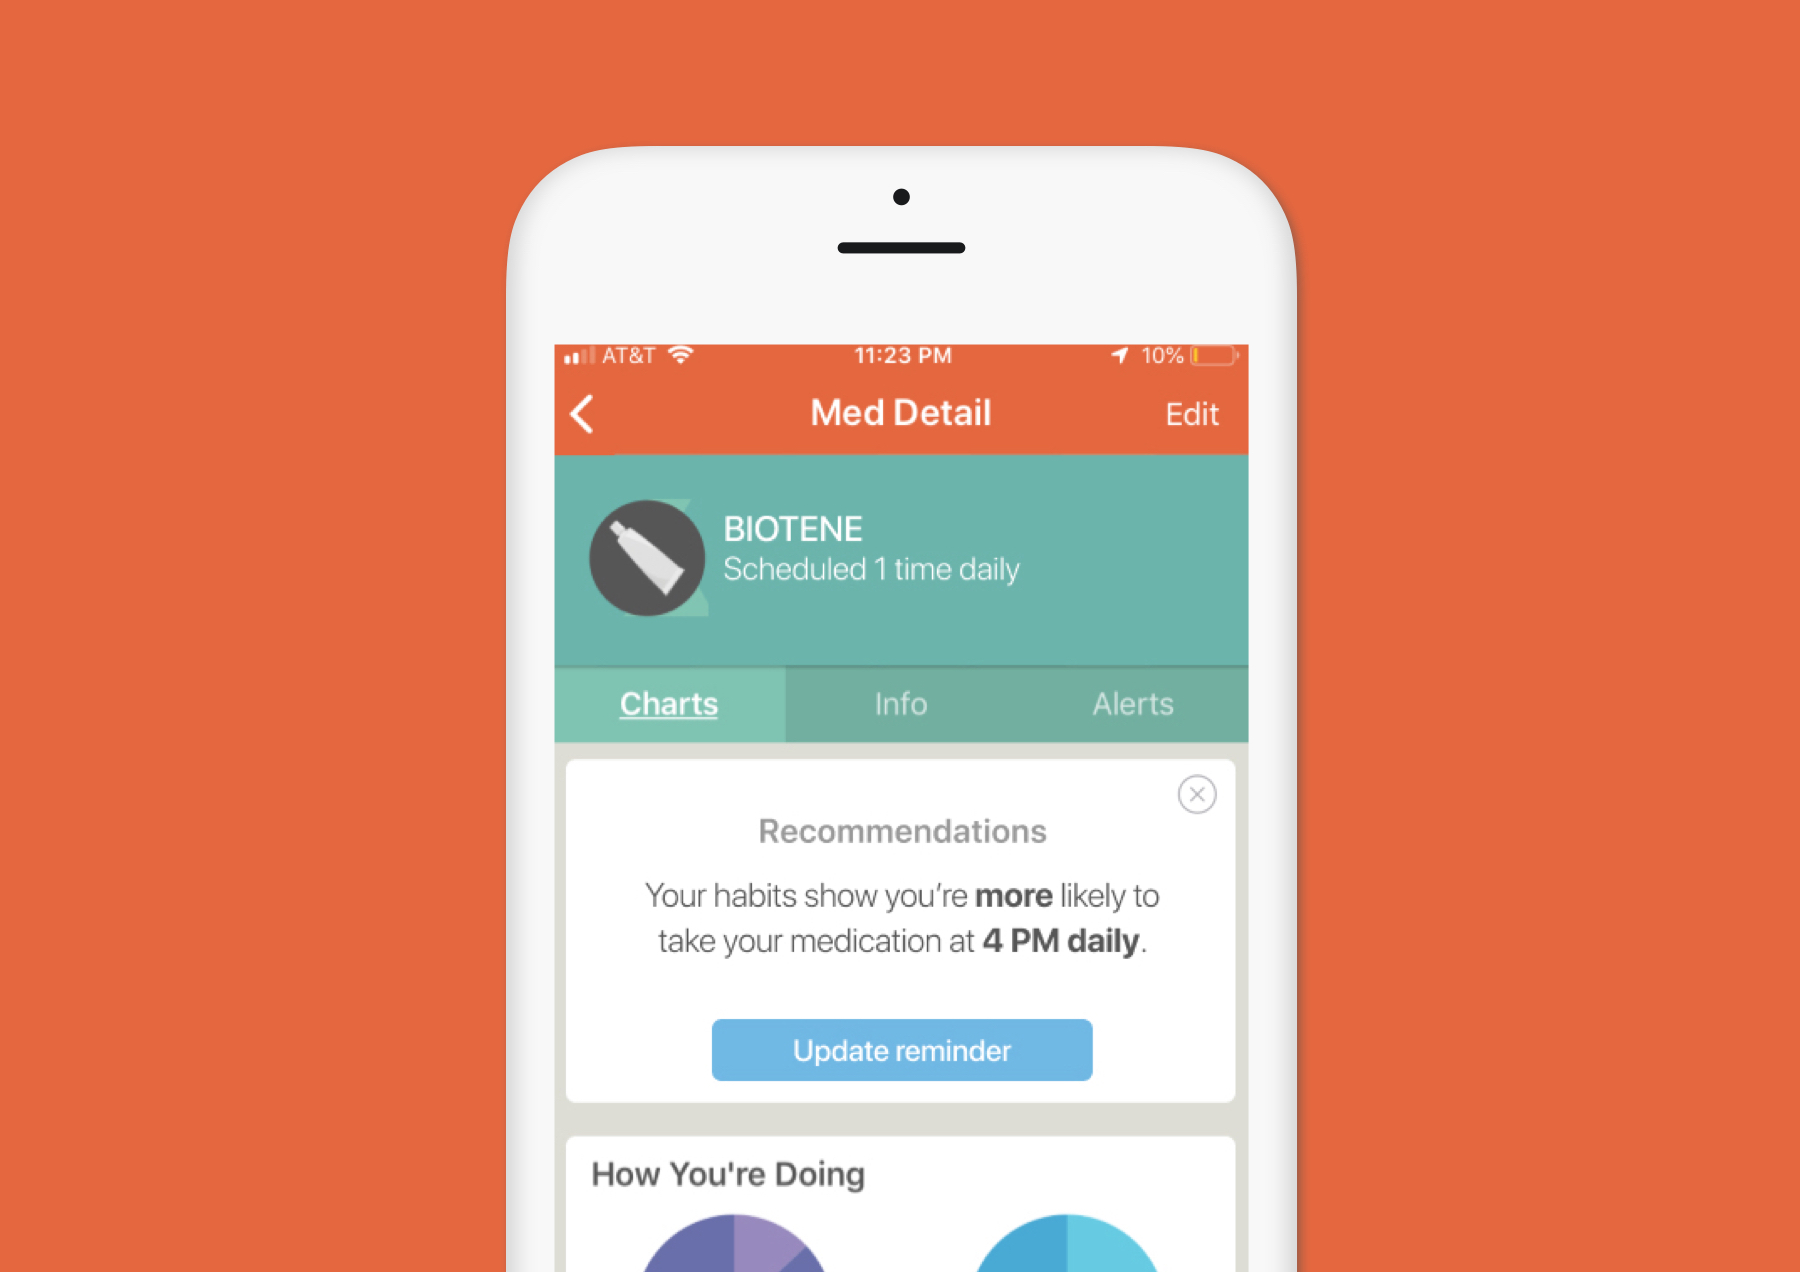 AT&T 11:23 PM 10%
Med Detail Edit
BIOTENE
Scheduled 1 time daily
Charts Info Alerts
Recommendations
Your habits show you're more likely to
take your medication at 4 PM daily.
Update reminder
How You're Doing